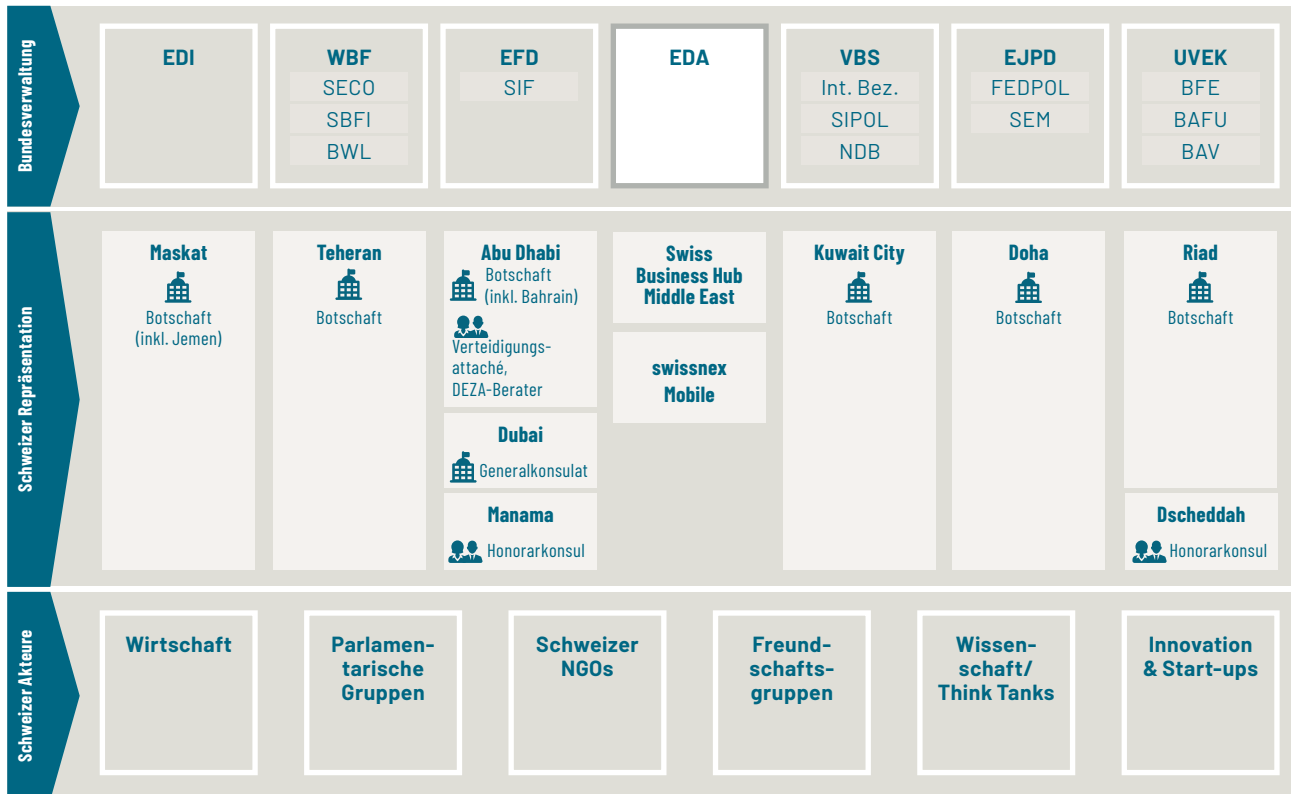 Bundesverwaltung
EDI
WBF
SECO
SBFI
BWL
EFD
SIF
EDA
VBS
Int. Bez.
SIPOL
NDB
EJPD
FEDPOL
SEM
UVEK
BFE
BAFU
BAV
Schweizer Repräsentation
Maskat
Botschaft
(inkl. Jemen)
Teheran
Botschaft
Abu Dhabi
Botschaft
(inkl. Bahrain)
Verteidigungs-
attaché,
DEZA-Berater
Dubai
Generalkonsulat
Manama
Honorarkonsul
Swiss
Business Hub
Middle East
swissnex
Mobile
Kuwait City
Botschaft
Doha
Botschaft
Riad
Botschaft
Dscheddah
Honorarkonsul
Schweizer Akteure
Wirtschaft
Parlamen-
tarische
Gruppen
Schweizer
NGOs
Freund-
schafts-
gruppen
Wissen-
schaft/
Think Tanks
Innovation
& Start-ups